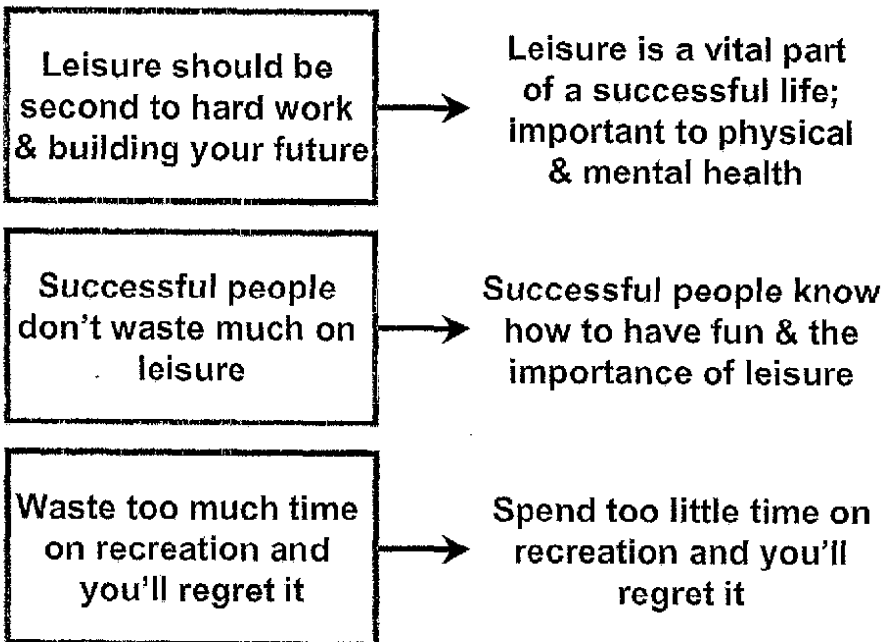 Leisure should be
second to hard work
& building your future
Leisure is a vital part
of a successful life;
important to physical
& mental health
Successful people
don't waste much on
leisure
Successful people know
how to have fun & the
importance of leisure
Waste too much time
on recreation and
you'll regret it
Spend too little time on
recreation and you'll
regret it